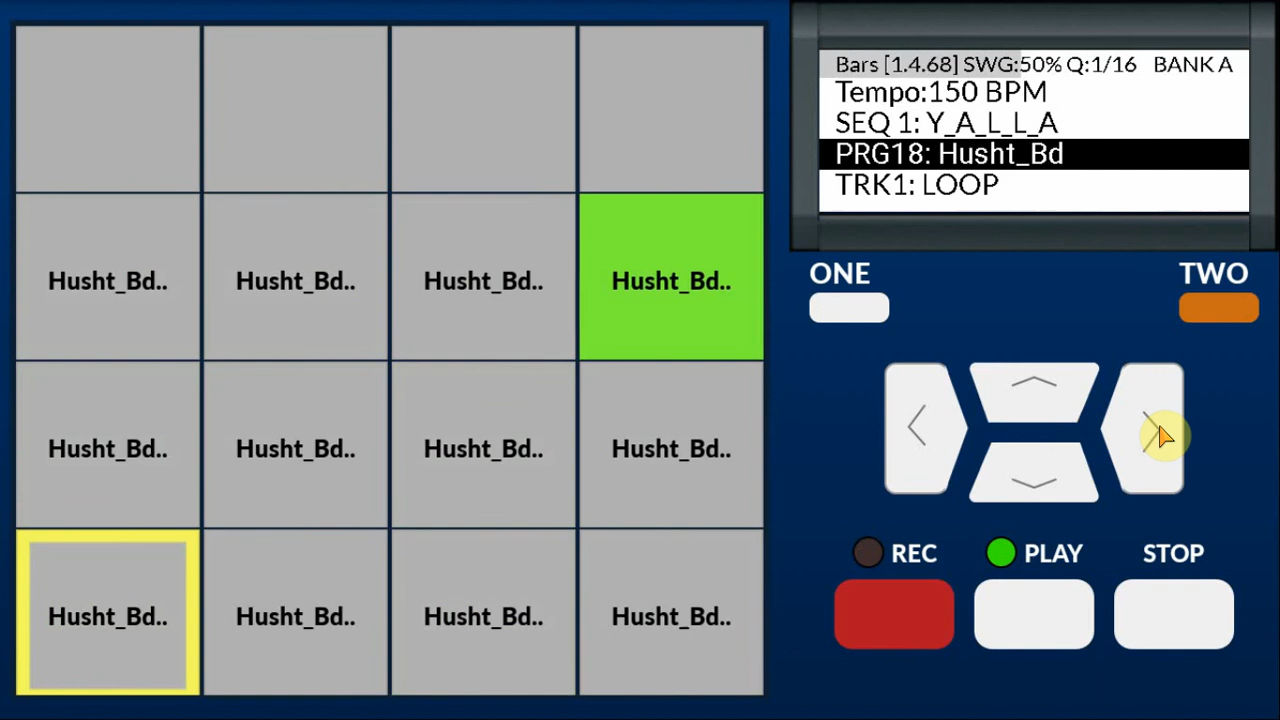 Bars [1.4.68] SWG:50% Q:1/16 BANK A
Tempo:150 BPM
SEQ 1: Y_A_L_L_A
PRG18: Husht_Bd
TRK1: LOOP
ONE TWO
Husht_Bd.. Husht_Bd.. Husht_Bd.. Husht_Bd..
Husht_Bd.. Husht_Bd.. Husht_Bd.. Husht_Bd..
Husht_Bd.. Husht_Bd.. Husht_Bd.. Husht_Bd..
REC PLAY STOP